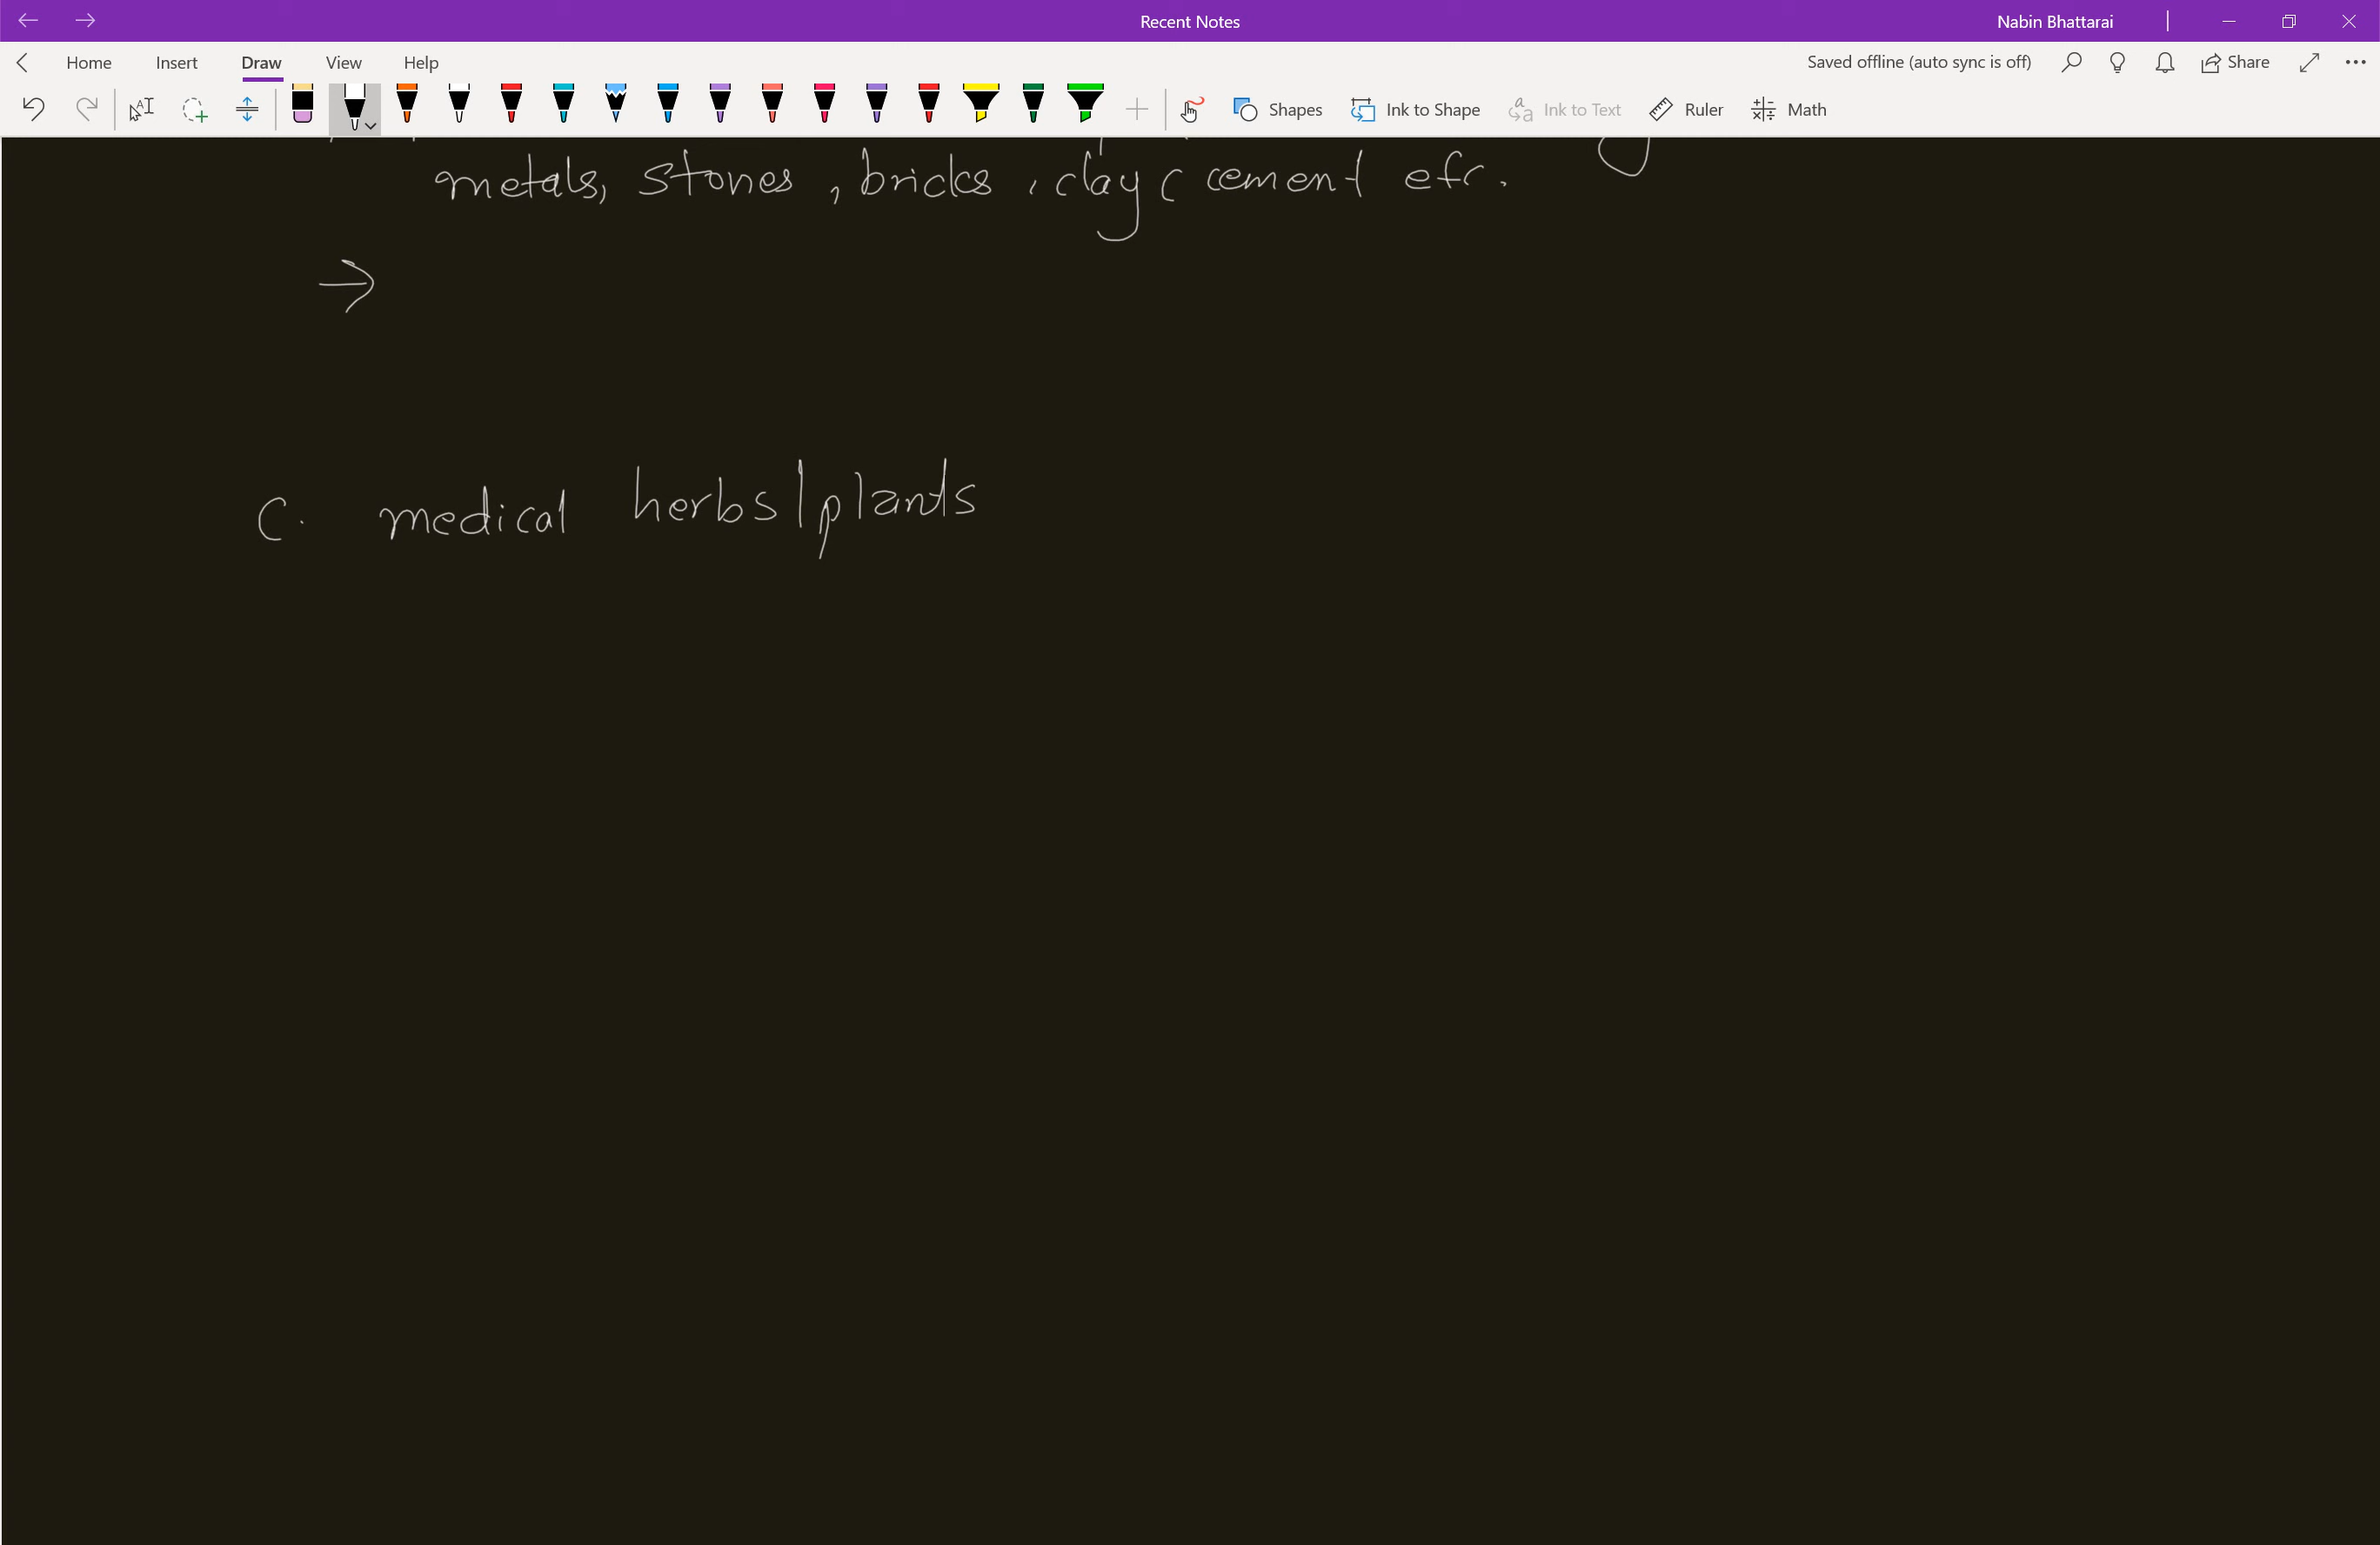 Recent Notes
Nabin Bhattarai
Home Insert Draw View Help
Saved offline (auto sync is off)
Share
Shapes
Ink to Shape
Ink to Text
Ruler
Math
metals, stones, bricks, clay, cement etc.
→
C. medical herbs/plants